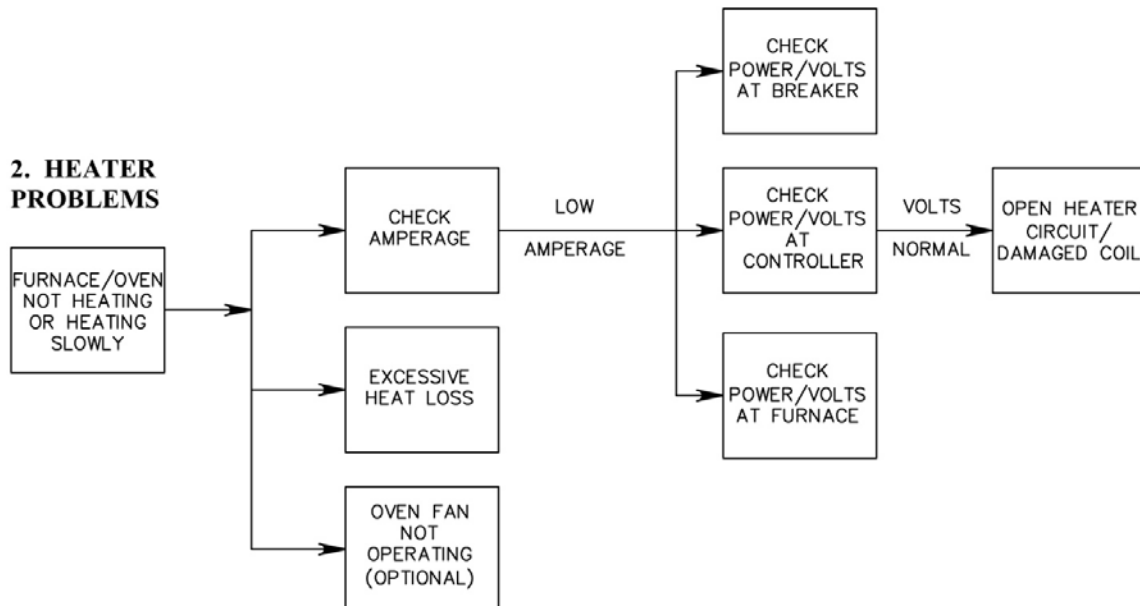 2. HEATER
PROBLEMS
FURNACE/OVEN
NOT HEATING
OR HEATING
SLOWLY
CHECK
AMPERAGE
EXCESSIVE
HEAT LOSS
OVEN FAN
NOT
OPERATING
(OPTIONAL)
LOW
AMPERAGE
CHECK
POWER/VOLTS
AT BREAKER
CHECK
POWER/VOLTS
AT
CONTROLLER
CHECK
POWER/VOLTS
AT FURNACE
VOLTS
NORMAL
OPEN HEATER
CIRCUIT/
DAMAGED COIL